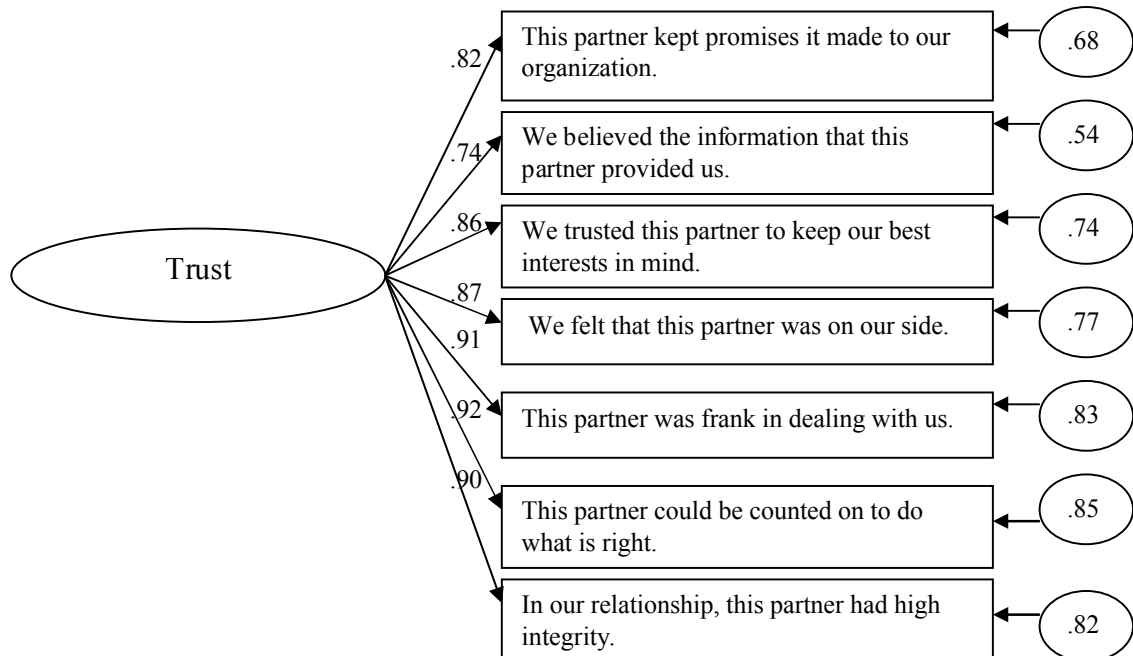 This partner kept promises it made to our
organization.
.68
.82
We believed the information that this
partner provided us.
.54
.74
We trusted this partner to keep our best
interests in mind.
.74
.86
Trust
We felt that this partner was on our side.
.77
.87
.91
This partner was frank in dealing with us.
.83
.92
.90
This partner could be counted on to do
what is right.
.85
In our relationship, this partner had high
integrity.
.82